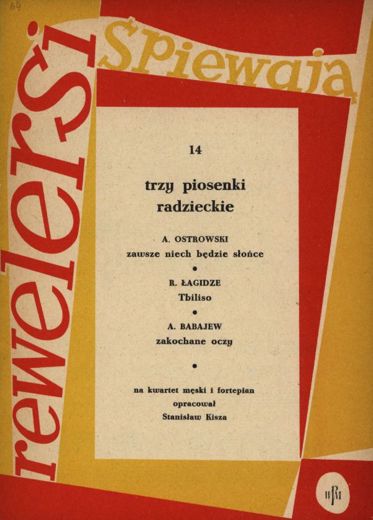 64
rewelersi
śpiewają
14
trzy piosenki
radzieckie
A. OSTROWSKI
zawsze niech będzie słońce
R. ŁAGIDZE
Tbiliso
A. BABAJEW
zakochane oczy
na kwartet męski i fortepian
opracował
Stanisław Kisza